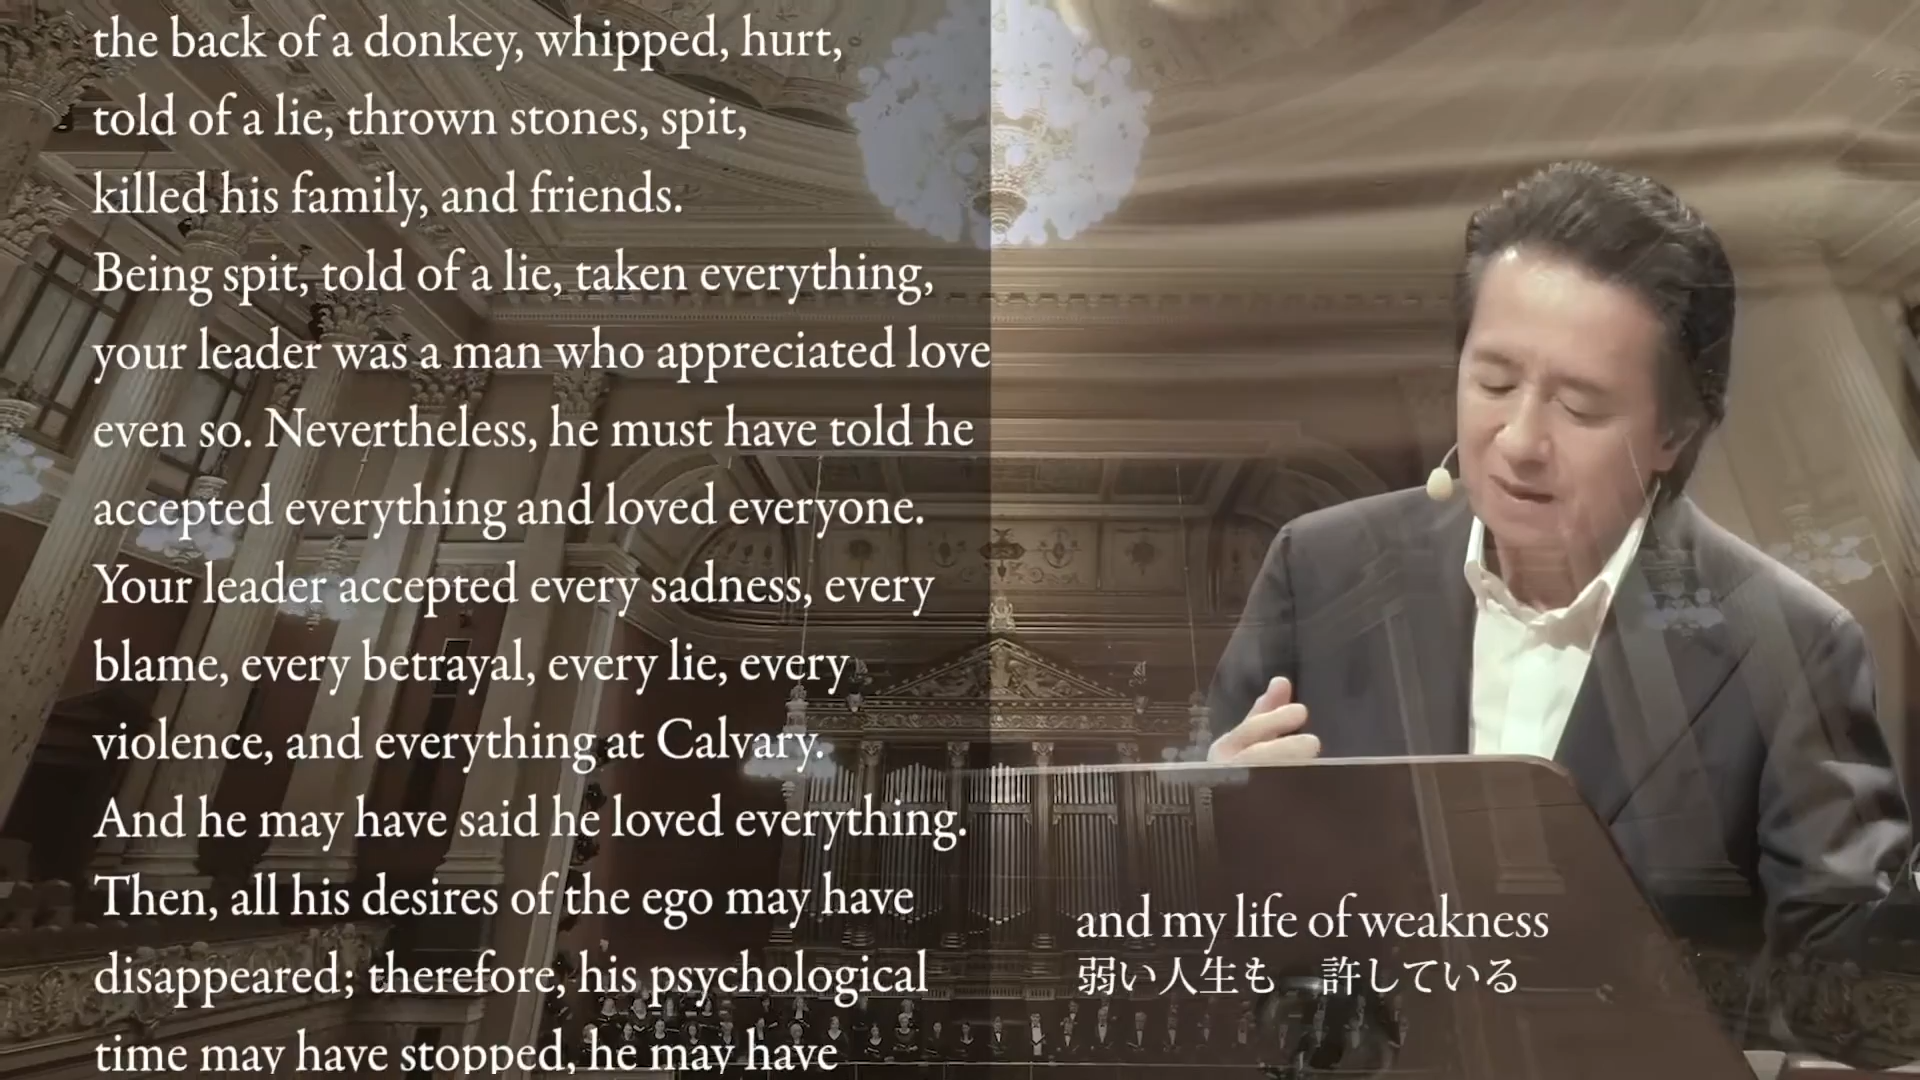 the back of a donkey, whipped, hurt,
told of a lie, thrown stones, spit,
killed his family, and friends.
Being spit, told of a lie, taken everything,
your leader was a man who appreciated love
even so. Nevertheless, he must have told he
accepted everything and loved everyone.
Your leader accepted every sadness, every
blame, every betrayal, every lie, every
violence, and everything at Calvary.
And he may have said he loved everything.
Then, all his desires of the ego may have
disappeared; therefore, his psychological
time may have stopped, he may have
and my life of weakness
弱い人生も 許している